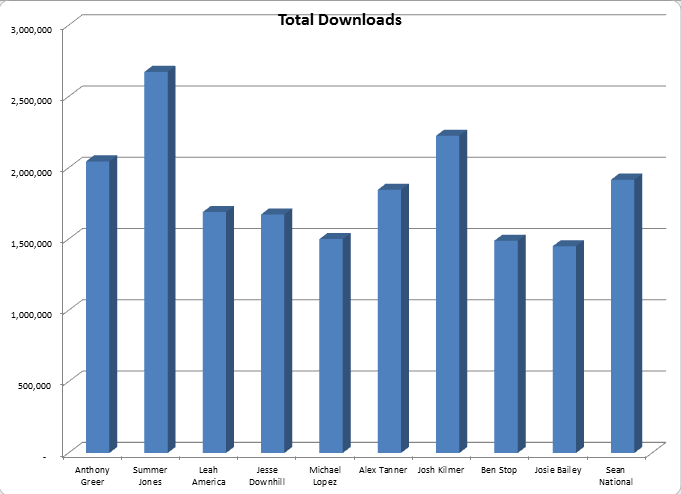 Total Downloads
3,000,000
2,500,000
2,000,000
1,500,000
1,000,000
500,000
-
Anthony
Greer
Summer
Jones
Leah
America
Jesse
Downhill
Michael
Lopez
Alex Tanner
Josh Kilmer
Ben Stop
Josie Bailey
Sean
National